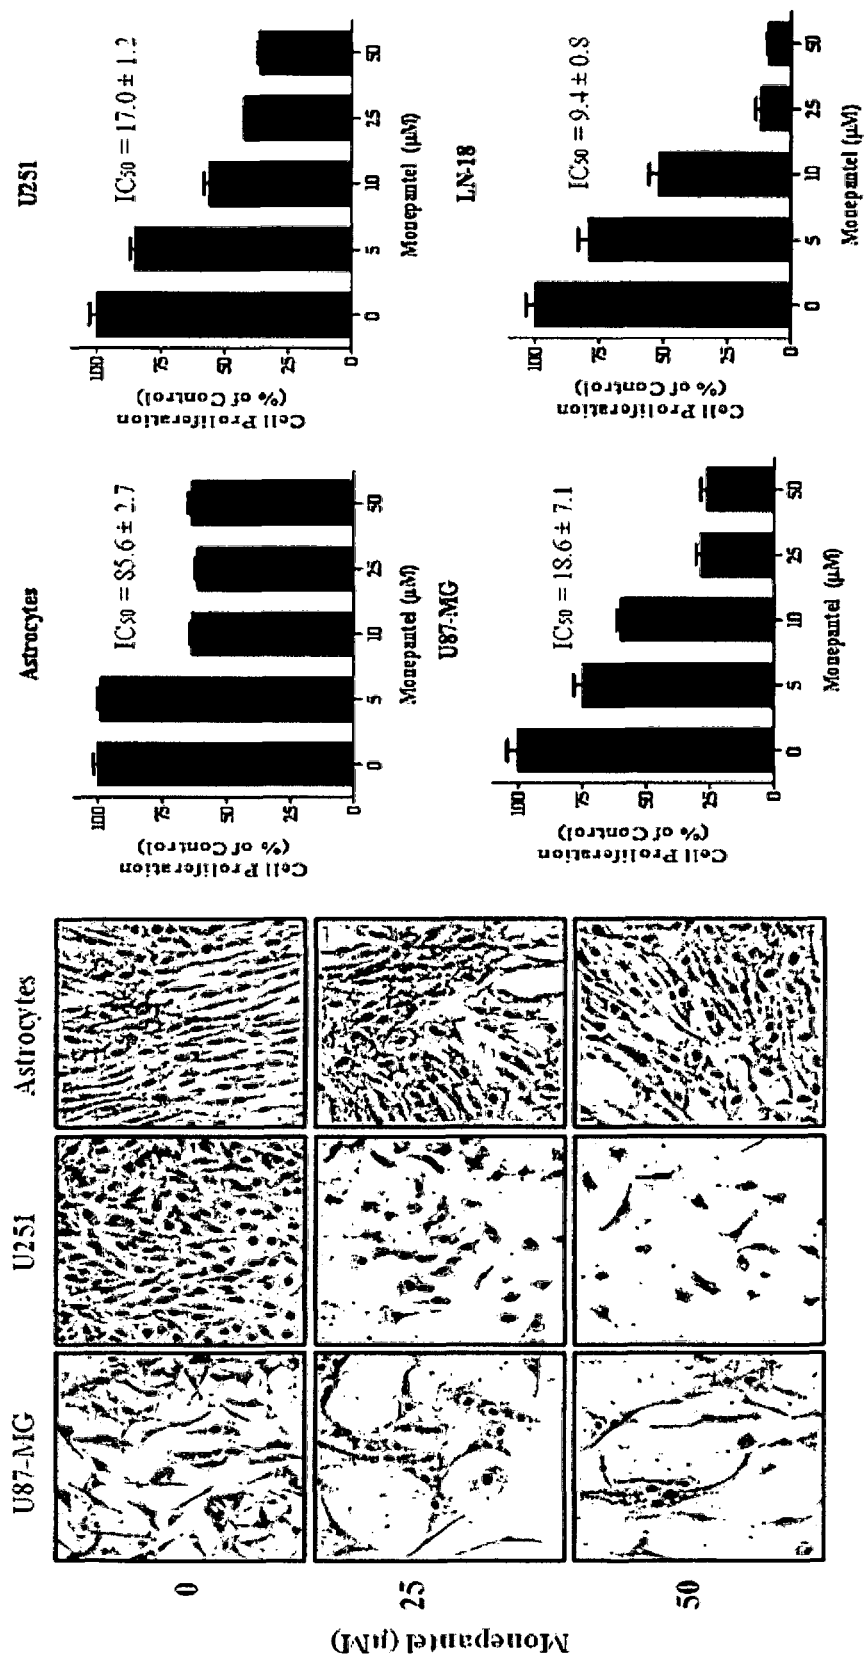 U87-MG
U251
Astrocytes
Monepantel (µM)
0
25
50
Astrocytes
IC50 = 85.6 ± 2.7
Cell Proliferation
(% of Control)
100
75
50
25
0
0 5 10 25 50
Monepantel (µM)
U251
IC50 = 17.0 ± 1.2
Cell Proliferation
(% of Control)
100
75
50
25
0
0 5 10 25 50
Monepantel (µM)
U87-MG
IC50 = 18.6 ± 7.1
Cell Proliferation
(% of Control)
100
75
50
25
0
0 5 10 25 50
Monepantel (µM)
LN-18
IC50 = 9.4 ± 0.8
Cell Proliferation
(% of Control)
100
75
50
25
0
0 5 10 25 50
Monepantel (µM)